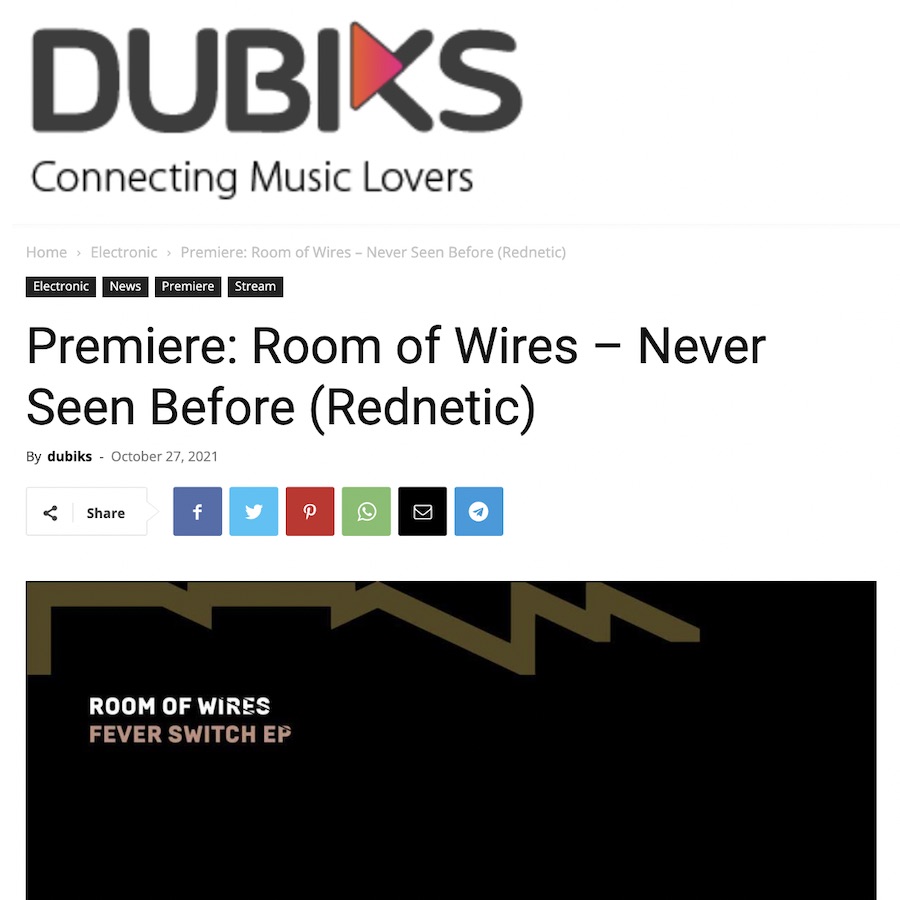 DUBIKS
Connecting Music Lovers
Home › Electronic › Premiere: Room of Wires – Never Seen Before (Rednetic)
Electronic News Premiere Stream
Premiere: Room of Wires – Never
Seen Before (Rednetic)
By dubiks - October 27, 2021
Share
ROOM OF WIRES
FEVER SWITCH EP